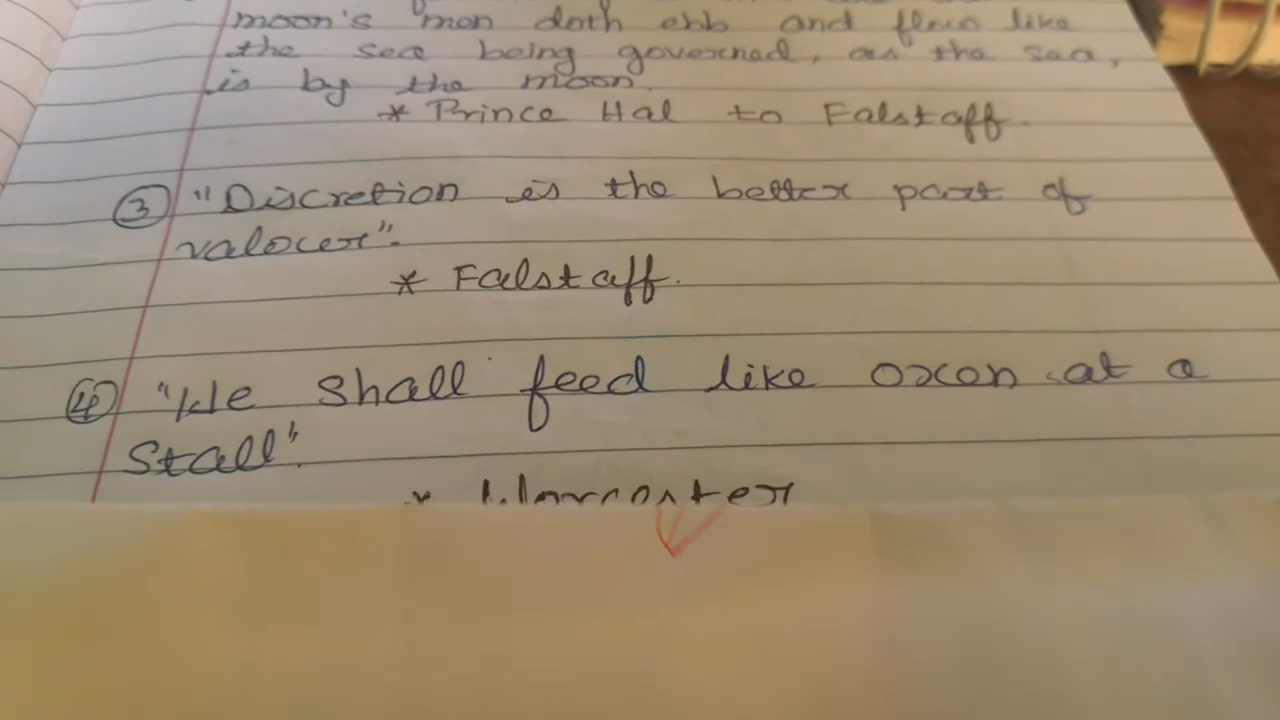 moon's mon doth ebb and flow like
the sea being governed, as the sea,
is by the moon.
* Prince Hal to Falstaff.
③ "Discretion is the better part of
valour".
* Falstaff.
④ "We shall feed like oxen at a
Stall".